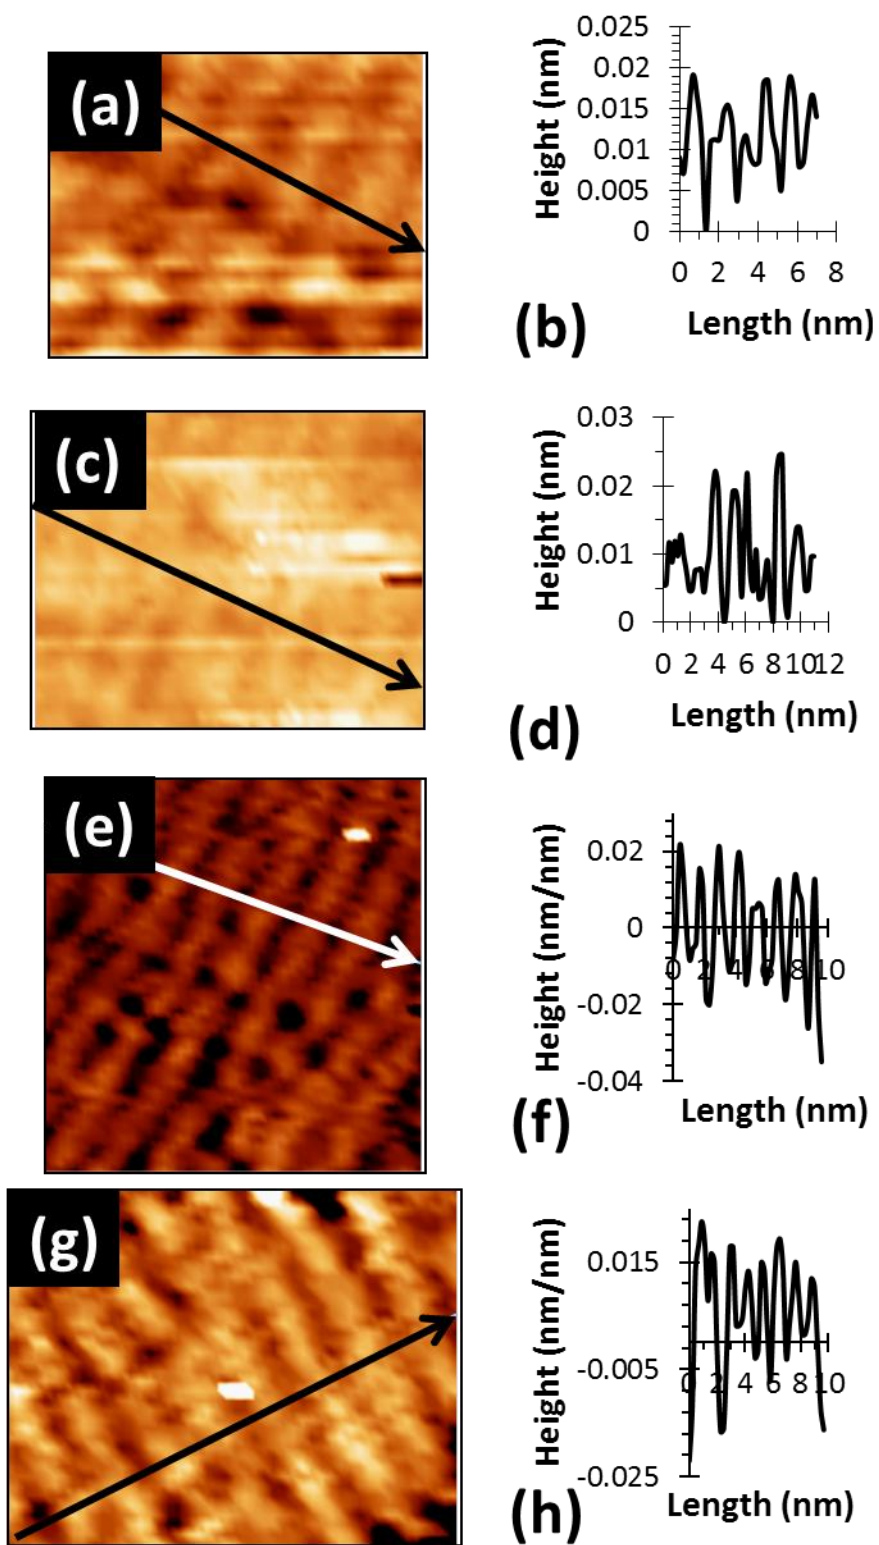 (a)
0.025
0.02
0.015
0.01
0.005
0
0 2 4 6 8
Height (nm)
Length (nm)
(b)
(c)
0.03
0.02
0.01
0
0 2 4 6 8 10 12
Height (nm)
Length (nm)
(d)
(e)
0.02
0
-0.02
-0.04
0 2 4 6 8 10
Height (nm/nm)
Length (nm)
(f)
(g)
0.015
-0.005
-0.025
0 2 4 6 8 10
Height (nm/nm)
Length (nm)
(h)